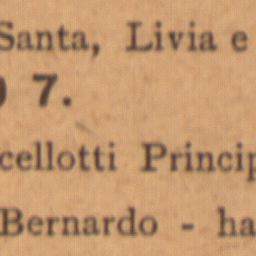 Santa, Livia e
7.
cellotti Princip
Bernardo - ha